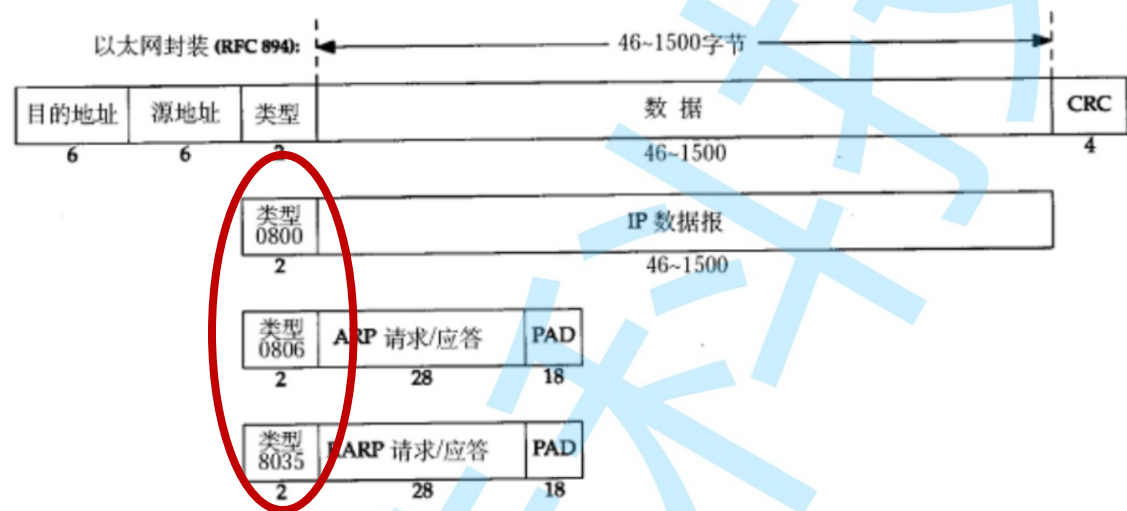 以太网封装 (RFC 894): 46~1500字节
目的地址 源地址 类型 数 据 CRC
6 6 2 46~1500 4
类型 0800 IP 数据报
2 46~1500
类型 0806 ARP 请求/应答 PAD
2 28 18
类型 8035 RARP 请求/应答 PAD
2 28 18